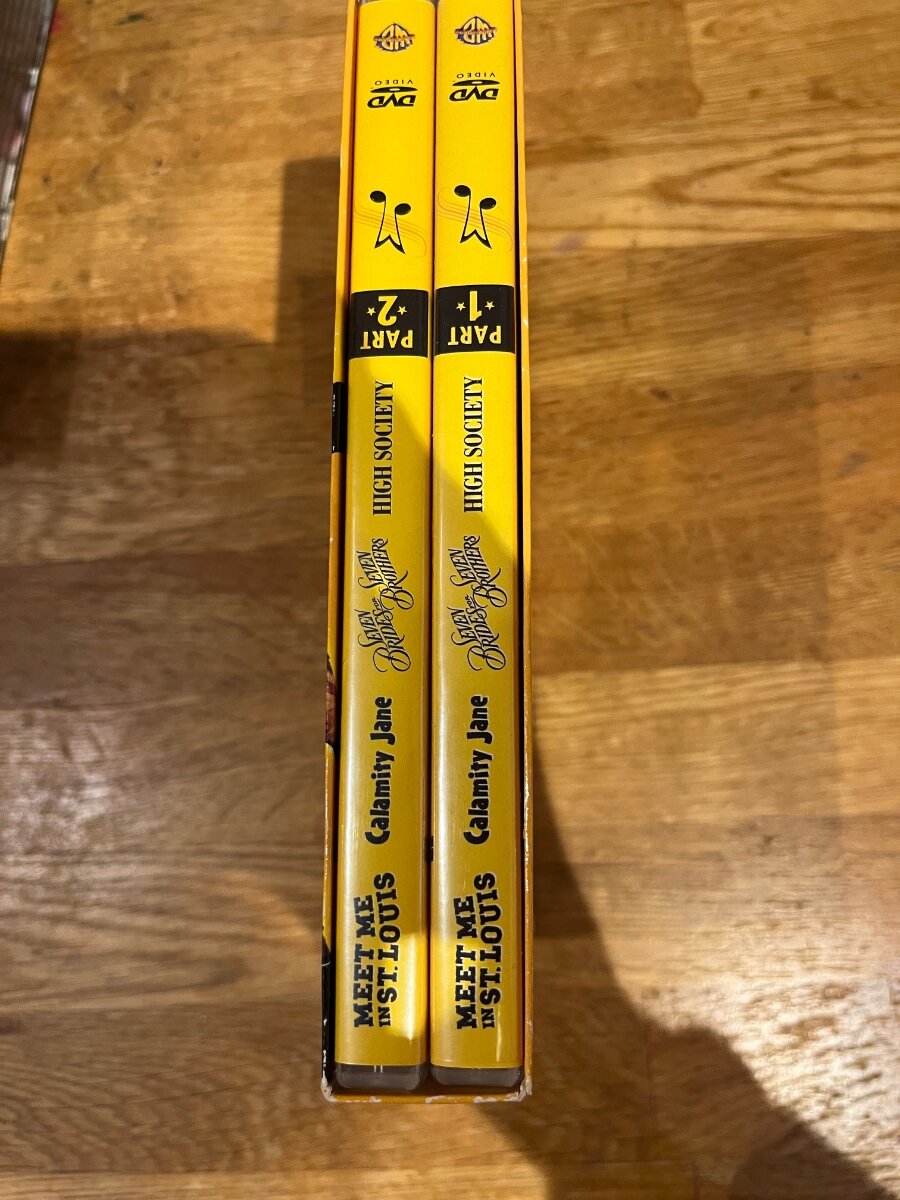 MEET ME
IN ST. LOUIS
Calamity Jane
SEVEN
BRIDES FOR SEVEN
BROTHERS
HIGH SOCIETY
PART
2
DVD
VIDEO
MEET ME
IN ST. LOUIS
Calamity Jane
SEVEN
BRIDES FOR SEVEN
BROTHERS
HIGH SOCIETY
PART
1
DVD
VIDEO